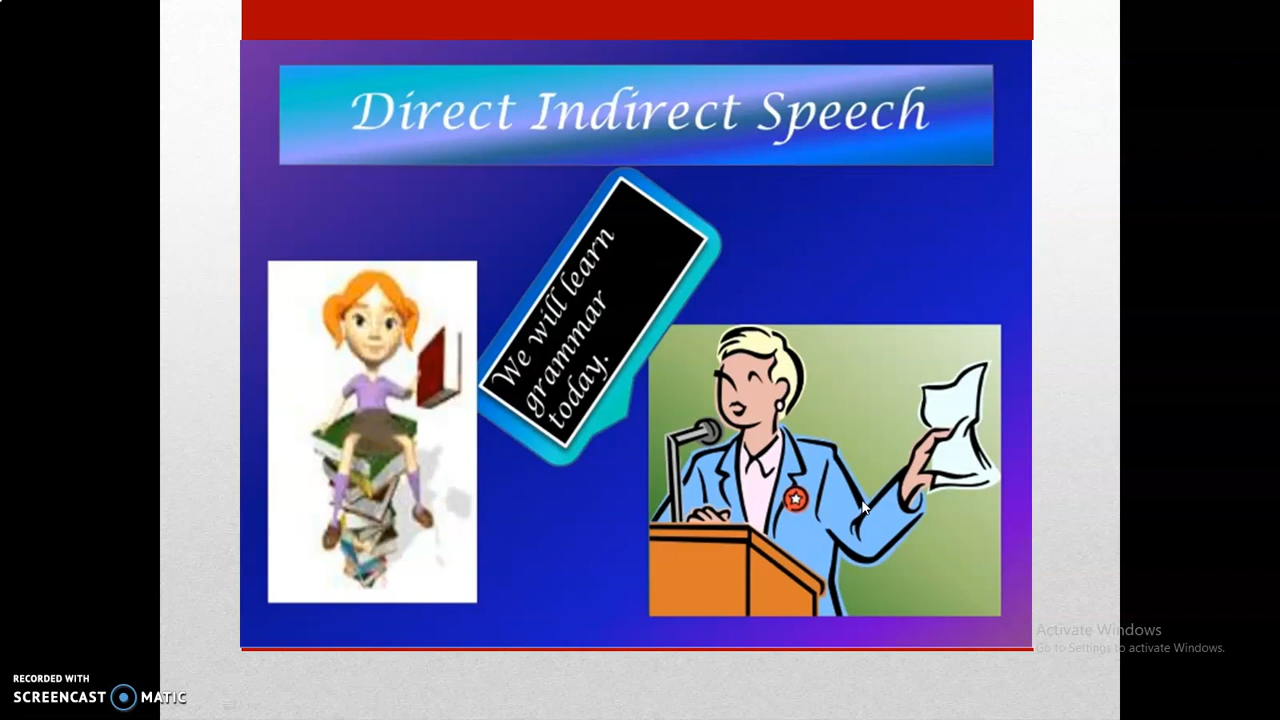 Direct Indirect Speech
We will learn
grammar
today.
Activate Windows
Go to Settings to activate Windows.
RECORDED WITH
SCREENCAST MATIC